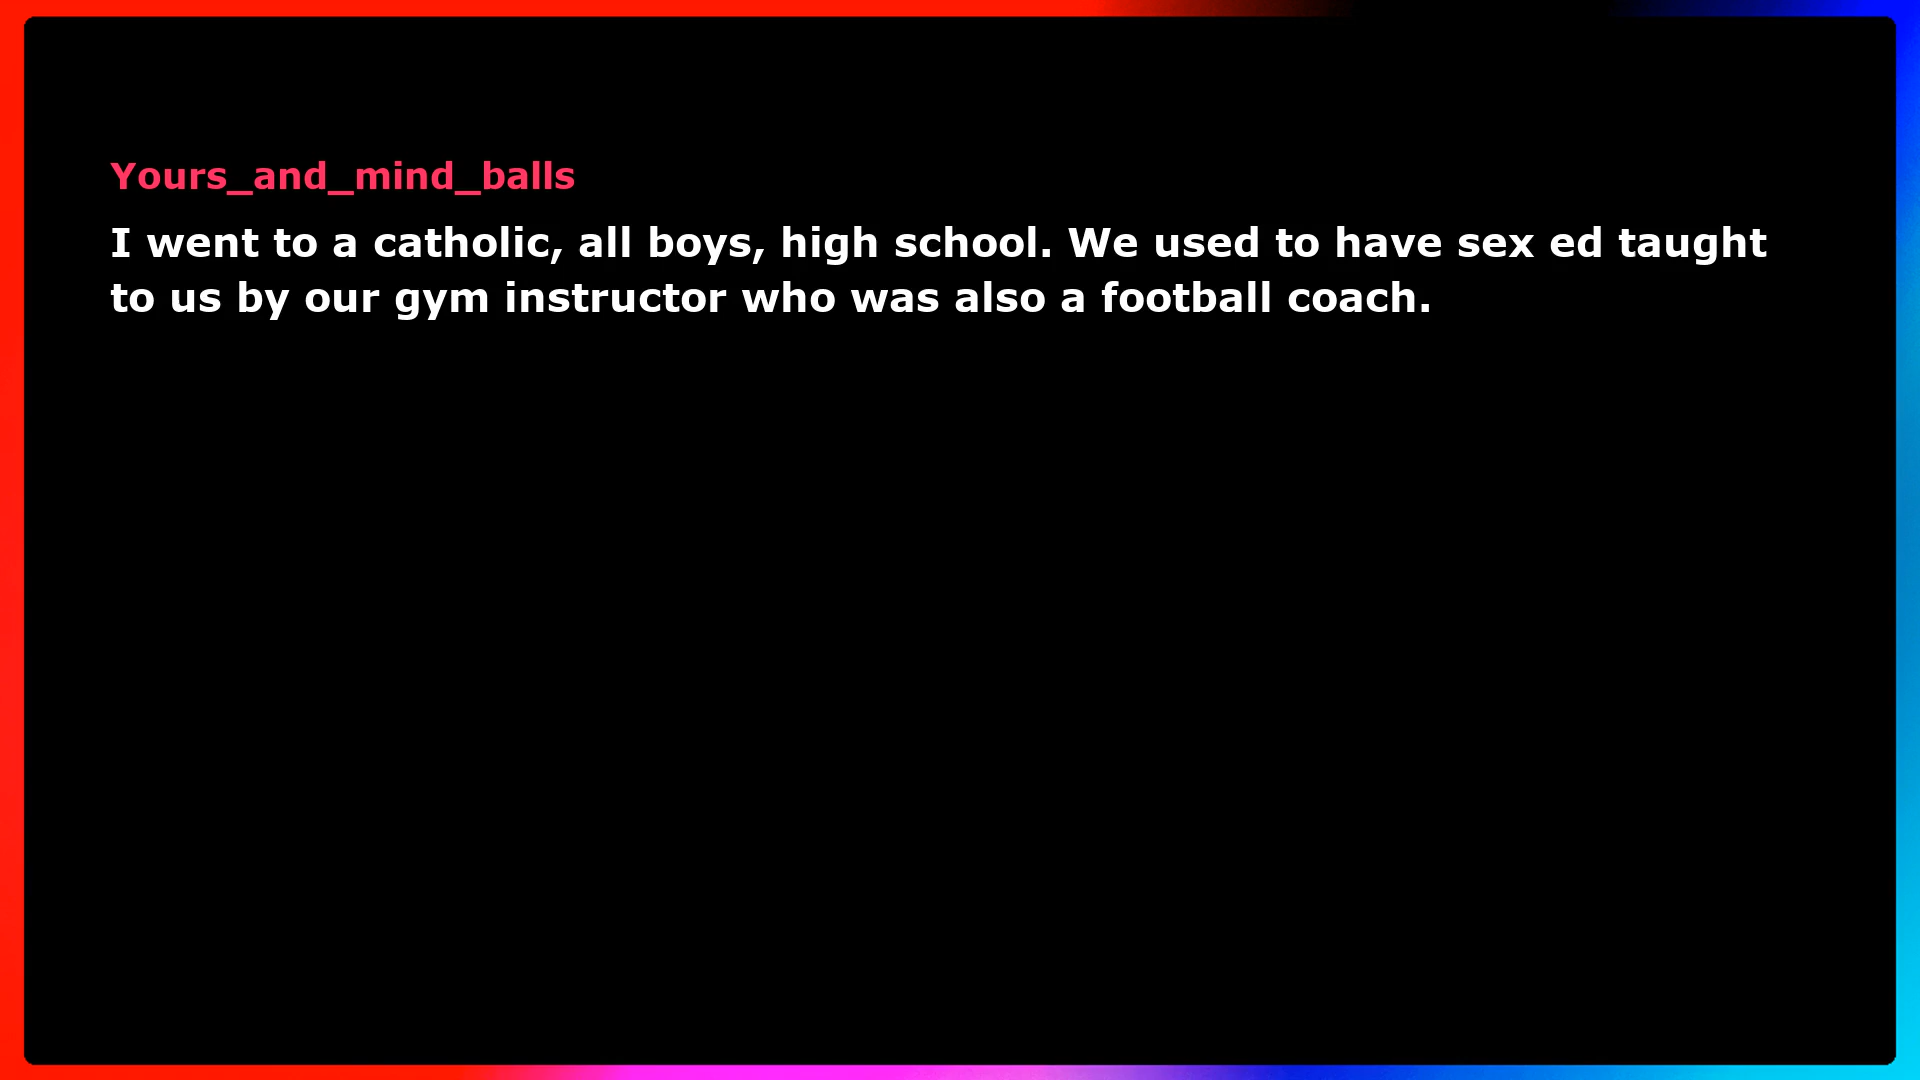 Yours_and_mind_balls
I went to a catholic, all boys, high school. We used to have sex ed taught
to us by our gym instructor who was also a football coach.